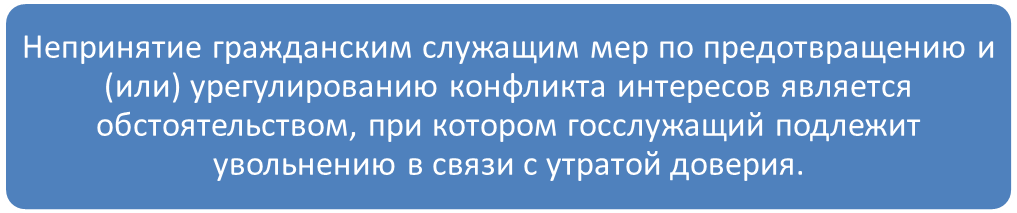 Непринятие гражданским служащим мер по предотвращению и
(или) урегулированию конфликта интересов является
обстоятельством, при котором госслужащий подлежит
увольнению в связи с утратой доверия.